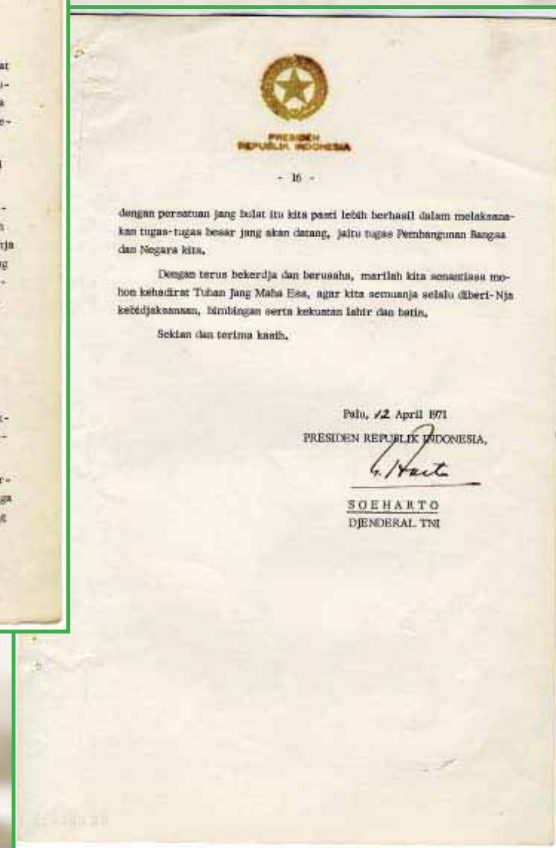 PRESIDEN
REPUBLIK INDONESIA
- 16 -
dengan persatuan jang bulat itu kita pasti lebih berhasil dalam melaksana-
kan tugas-tugas besar jang akan datang, jaitu tugas Pembangunan Bangsa
dan Negara kita.
Dengan terus bekerdja dan berusaha, marilah kita senantiasa mo-
hon kehadirat Tuhan Jang Maha Esa, agar kita semuanja selalu diberi-Nja
kebidjaksanaan, bimbingan serta kekuatan lahir dan batin.
Sekian dan terima kasih.
Palu, 12 April 1971
PRESIDEN REPUBLIK INDONESIA,
SOEHARTO
DJENDERAL TNI